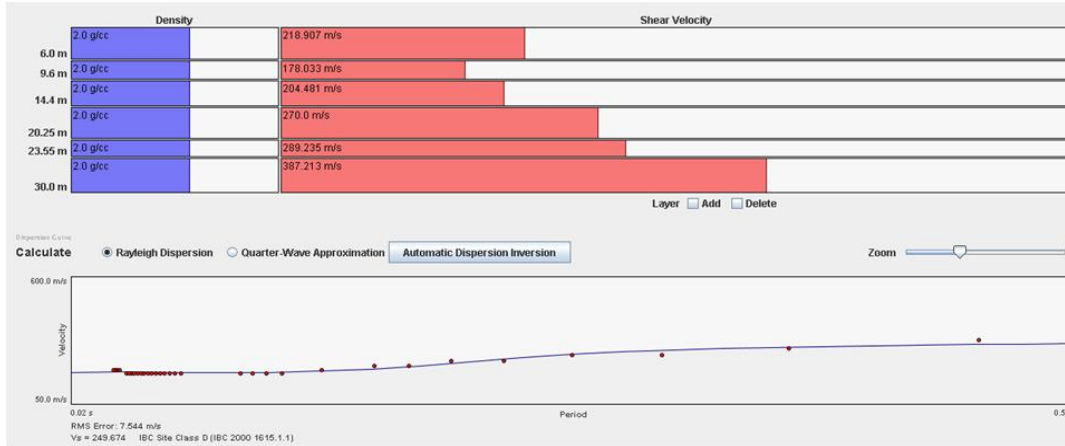 Density Shear Velocity
2.0 g/cc 218.907 m/s
6.0 m
2.0 g/cc 178.033 m/s
9.6 m
2.0 g/cc 204.481 m/s
14.4 m
2.0 g/cc 270.0 m/s
20.25 m
2.0 g/cc 289.235 m/s
23.55 m
2.0 g/cc 387.213 m/s
30.0 m
Layer Add Delete
Dispersion Curve
Calculate Rayleigh Dispersion Quarter-Wave Approximation Automatic Dispersion Inversion Zoom
600.0 m/s
Velocity
50.0 m/s
0.02 s Period 0.5
RMS Error: 7.544 m/s
Vs = 249.674 IBC Site Class D (IBC 2000 1615.1.1)